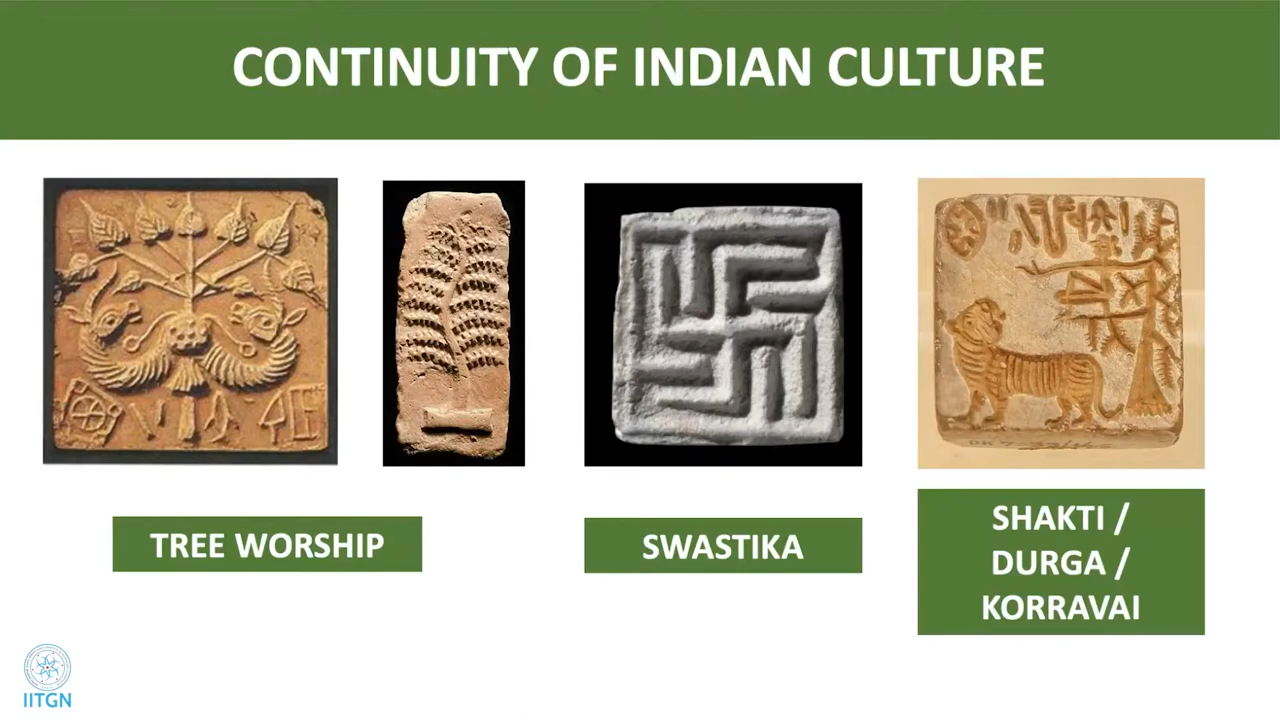 CONTINUITY OF INDIAN CULTURE
TREE WORSHIP
SWASTIKA
SHAKTI /
DURGA /
KORRAVAI
IITGN